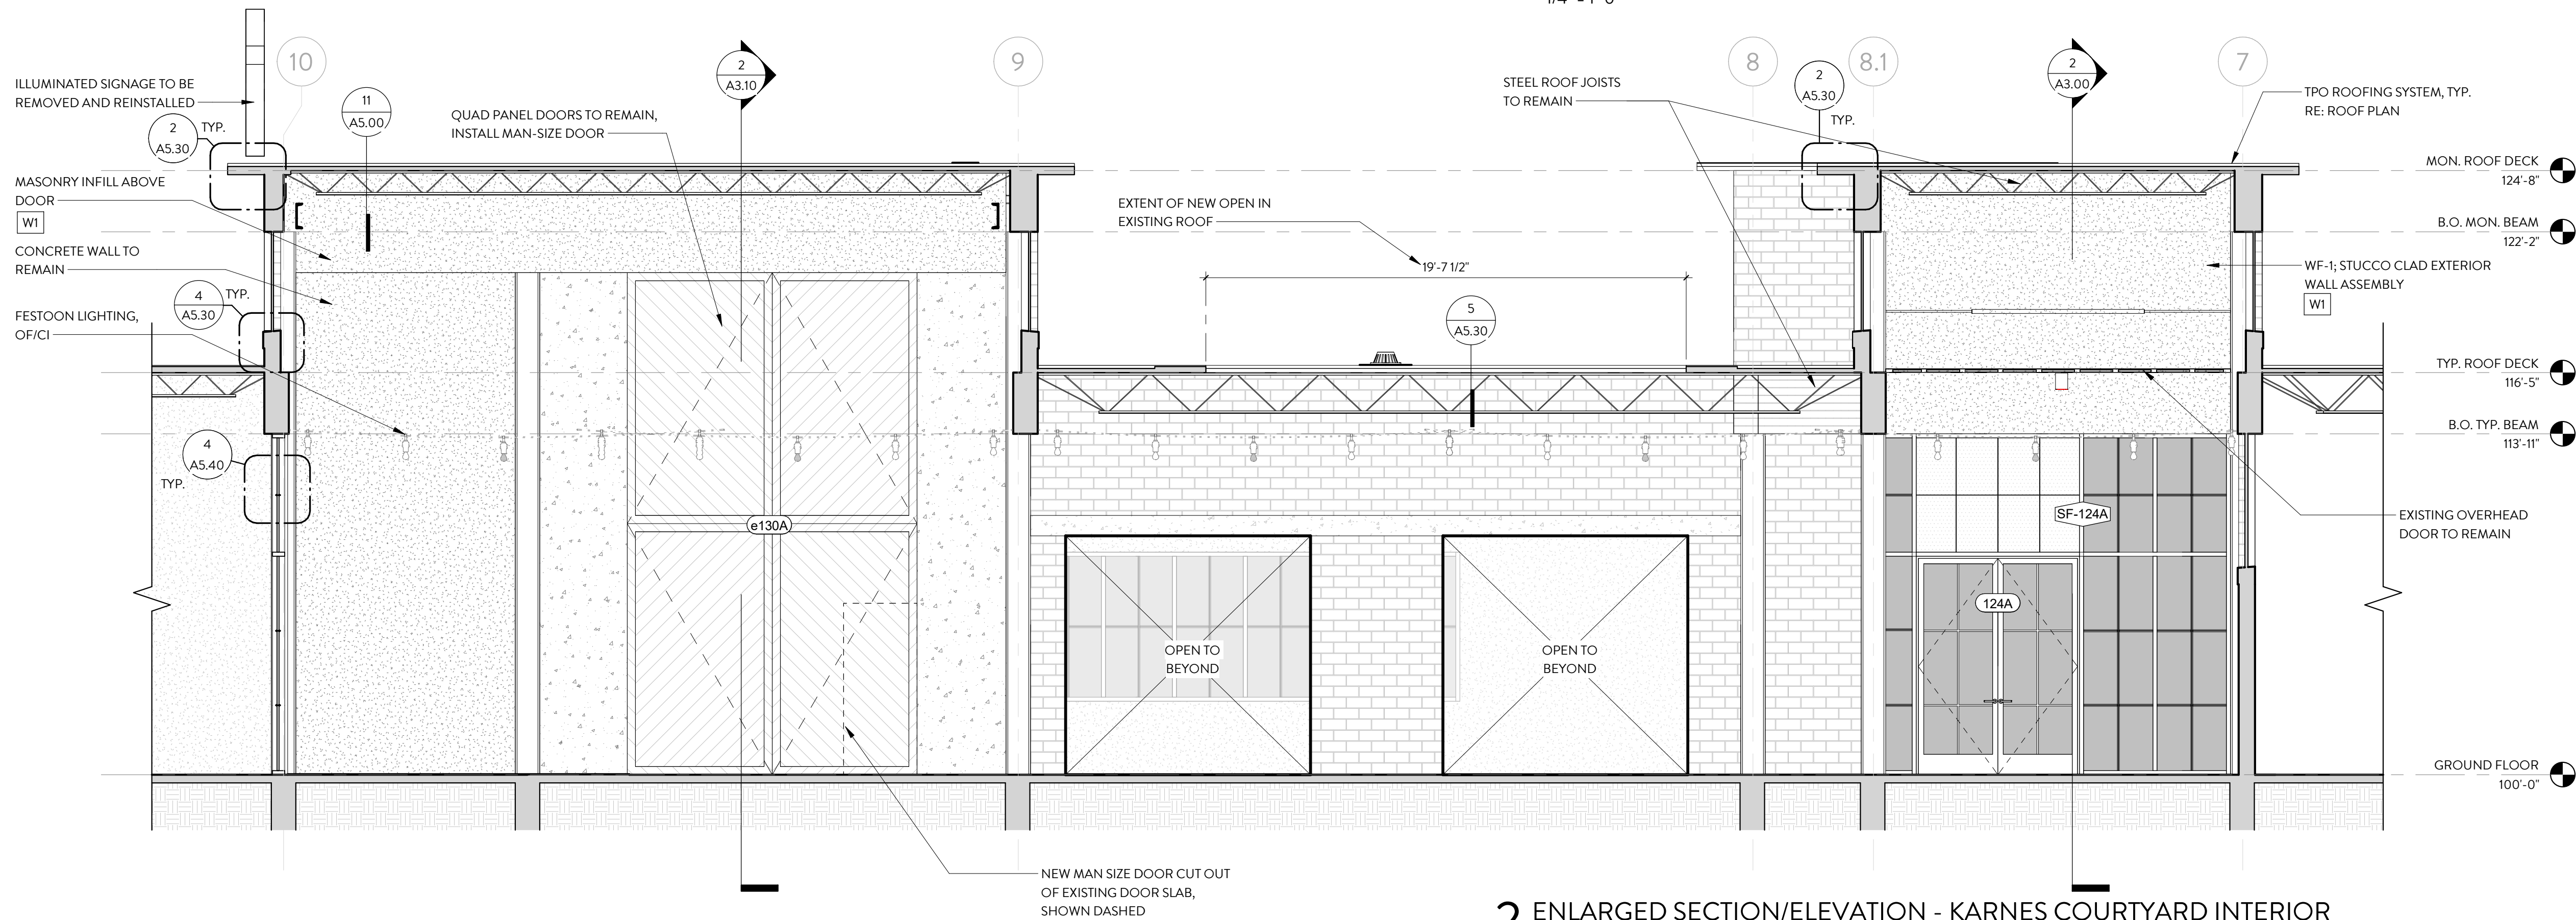 10
9
8
8.1
7
ILLUMINATED SIGNAGE TO BE
REMOVED AND REINSTALLED
2
A5.30
TYP.
11
A5.00
QUAD PANEL DOORS TO REMAIN,
INSTALL MAN-SIZE DOOR
2
A3.10
STEEL ROOF JOISTS
TO REMAIN
2
A5.30
TYP.
2
A3.00
TPO ROOFING SYSTEM, TYP.
RE: ROOF PLAN
MASONRY INFILL ABOVE
DOOR
W1
CONCRETE WALL TO
REMAIN
4
A5.30
TYP.
FESTOON LIGHTING,
OF/CI
4
A5.40
TYP.
EXTENT OF NEW OPEN IN
EXISTING ROOF
19'-7 1/2"
5
A5.30
MON. ROOF DECK
124'-8"
B.O. MON. BEAM
122'-2"
WF-1; STUCCO CLAD EXTERIOR
WALL ASSEMBLY
W1
TYP. ROOF DECK
116'-5"
B.O. TYP. BEAM
113'-11"
e130A
SF-124A
EXISTING OVERHEAD
DOOR TO REMAIN
124A
OPEN TO
BEYOND
OPEN TO
BEYOND
GROUND FLOOR
100'-0"
NEW MAN SIZE DOOR CUT OUT
OF EXISTING DOOR SLAB,
SHOWN DASHED
ENLARGED SECTION/ELEVATION - KARNES COURTYARD INTERIOR